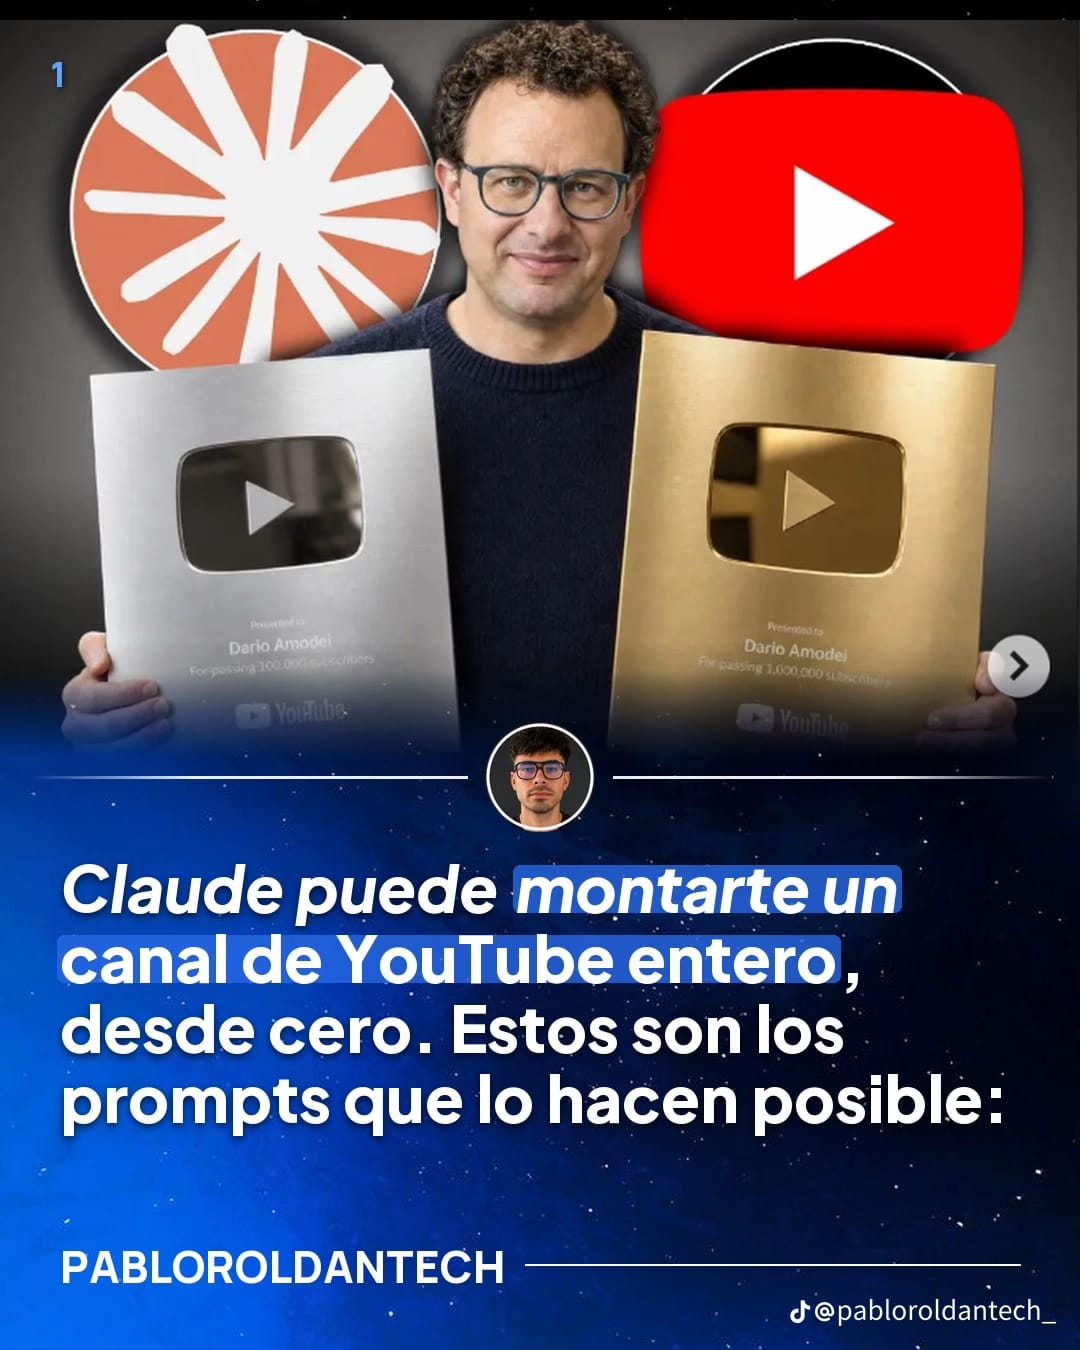 1
Presented to
Dario Amodei
For passing 100,000 subscribers
YouTube
Presented to
Dario Amodei
For passing 1,000,000 subscribers
YouTube
Claude puede montarte un
canal de YouTube entero,
desde cero. Estos son los
prompts que lo hacen posible:
PABLOROLDANTECH
@pabloroldantech_